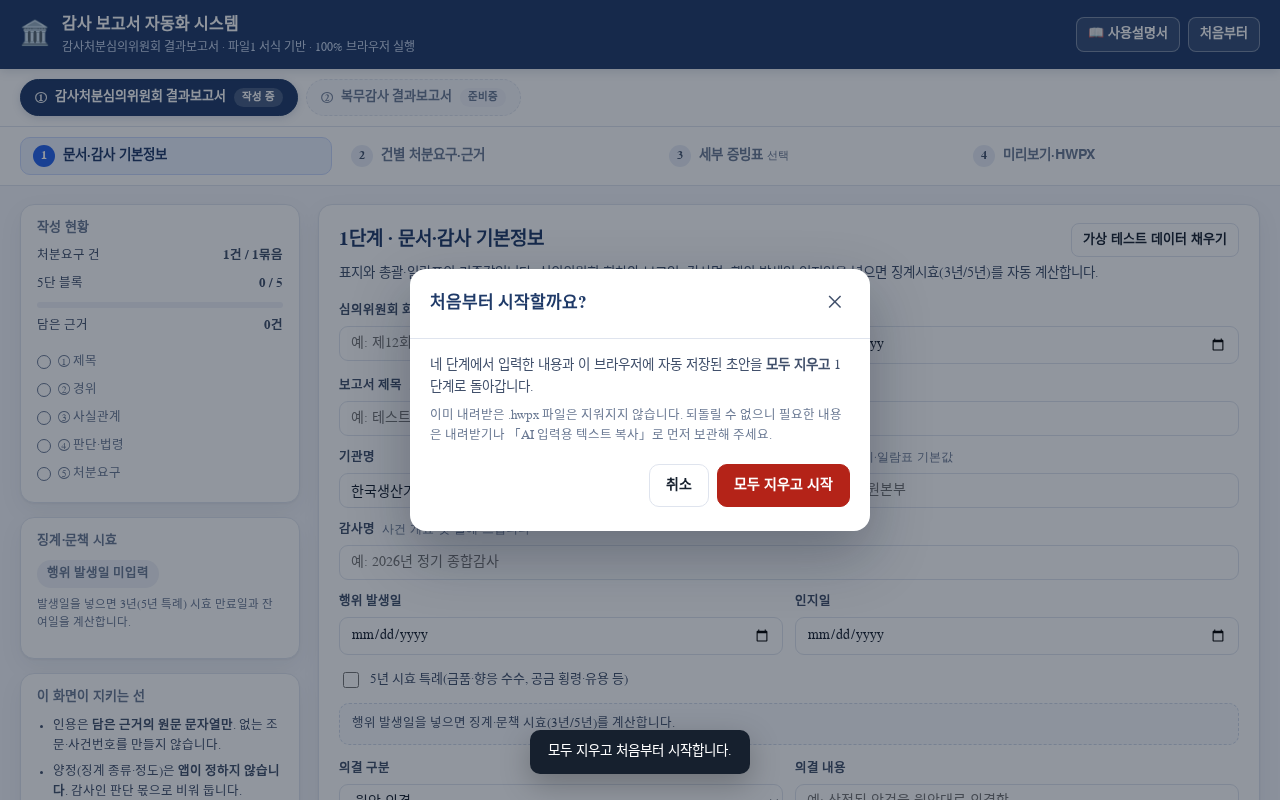 감사 보고서 자동화 시스템
감사처분심의위원회 결과보고서 · 파일1 서식 기반 · 100% 브라우저 실행
📖 사용설명서
처음부터
① 감사처분심의위원회 결과보고서 작성 중
② 복무감사 결과보고서 준비중
1 문서·감사 기본정보
2 건별 처분요구·근거
3 세부 증빙표 선택
4 미리보기·HWPX
작성 현황
처분요구 건 1건 / 1묶음
5단 블록 0 / 5
담은 근거 0건
① 제목
② 경위
③ 사실관계
④ 판단·법령
⑤ 처분요구
징계·문책 시효
행위 발생일 미입력
발생일을 넣으면 3년(5년 특례) 시효 만료일과 잔
여일을 계산합니다.
이 화면이 지키는 선
• 인용은 담은 근거의 원문 문자열만. 없는 조
문·사건번호를 만들지 않습니다.
• 양정(징계 종류·정도)은 앱이 정하지 않습니
다. 감사인 판단 몫으로 비워 둡니다.
1단계 · 문서·감사 기본정보
가상 테스트 데이터 채우기
으면 징계시효(3년/5년)를 자동 계산합니다.
심의위원회
예: 제12회
보고서 제목
예: 테스트
기관명
한국생산
일람표 기본값
원본부
감사명
예: 2026년 정기 종합감사
행위 발생일
인지일
mm/dd/yyyy
mm/dd/yyyy
5년 시효 특례(금품·향응 수수, 공금 횡령·유용 등)
행위 발생일을 넣으면 징계·문책 시효(3년/5년)를 계산합니다.
의결 구분
의결 내용
처음부터 시작할까요?
네 단계에서 입력한 내용과 이 브라우저에 자동 저장된 초안을 모두 지우고 1
단계로 돌아갑니다.
이미 내려받은 .hwpx 파일은 지워지지 않습니다. 되돌릴 수 없으니 필요한 내용
은 내려받기나 「AI 입력용 텍스트 복사」로 먼저 보관해 주세요.
취소
모두 지우고 시작
모두 지우고 처음부터 시작합니다.